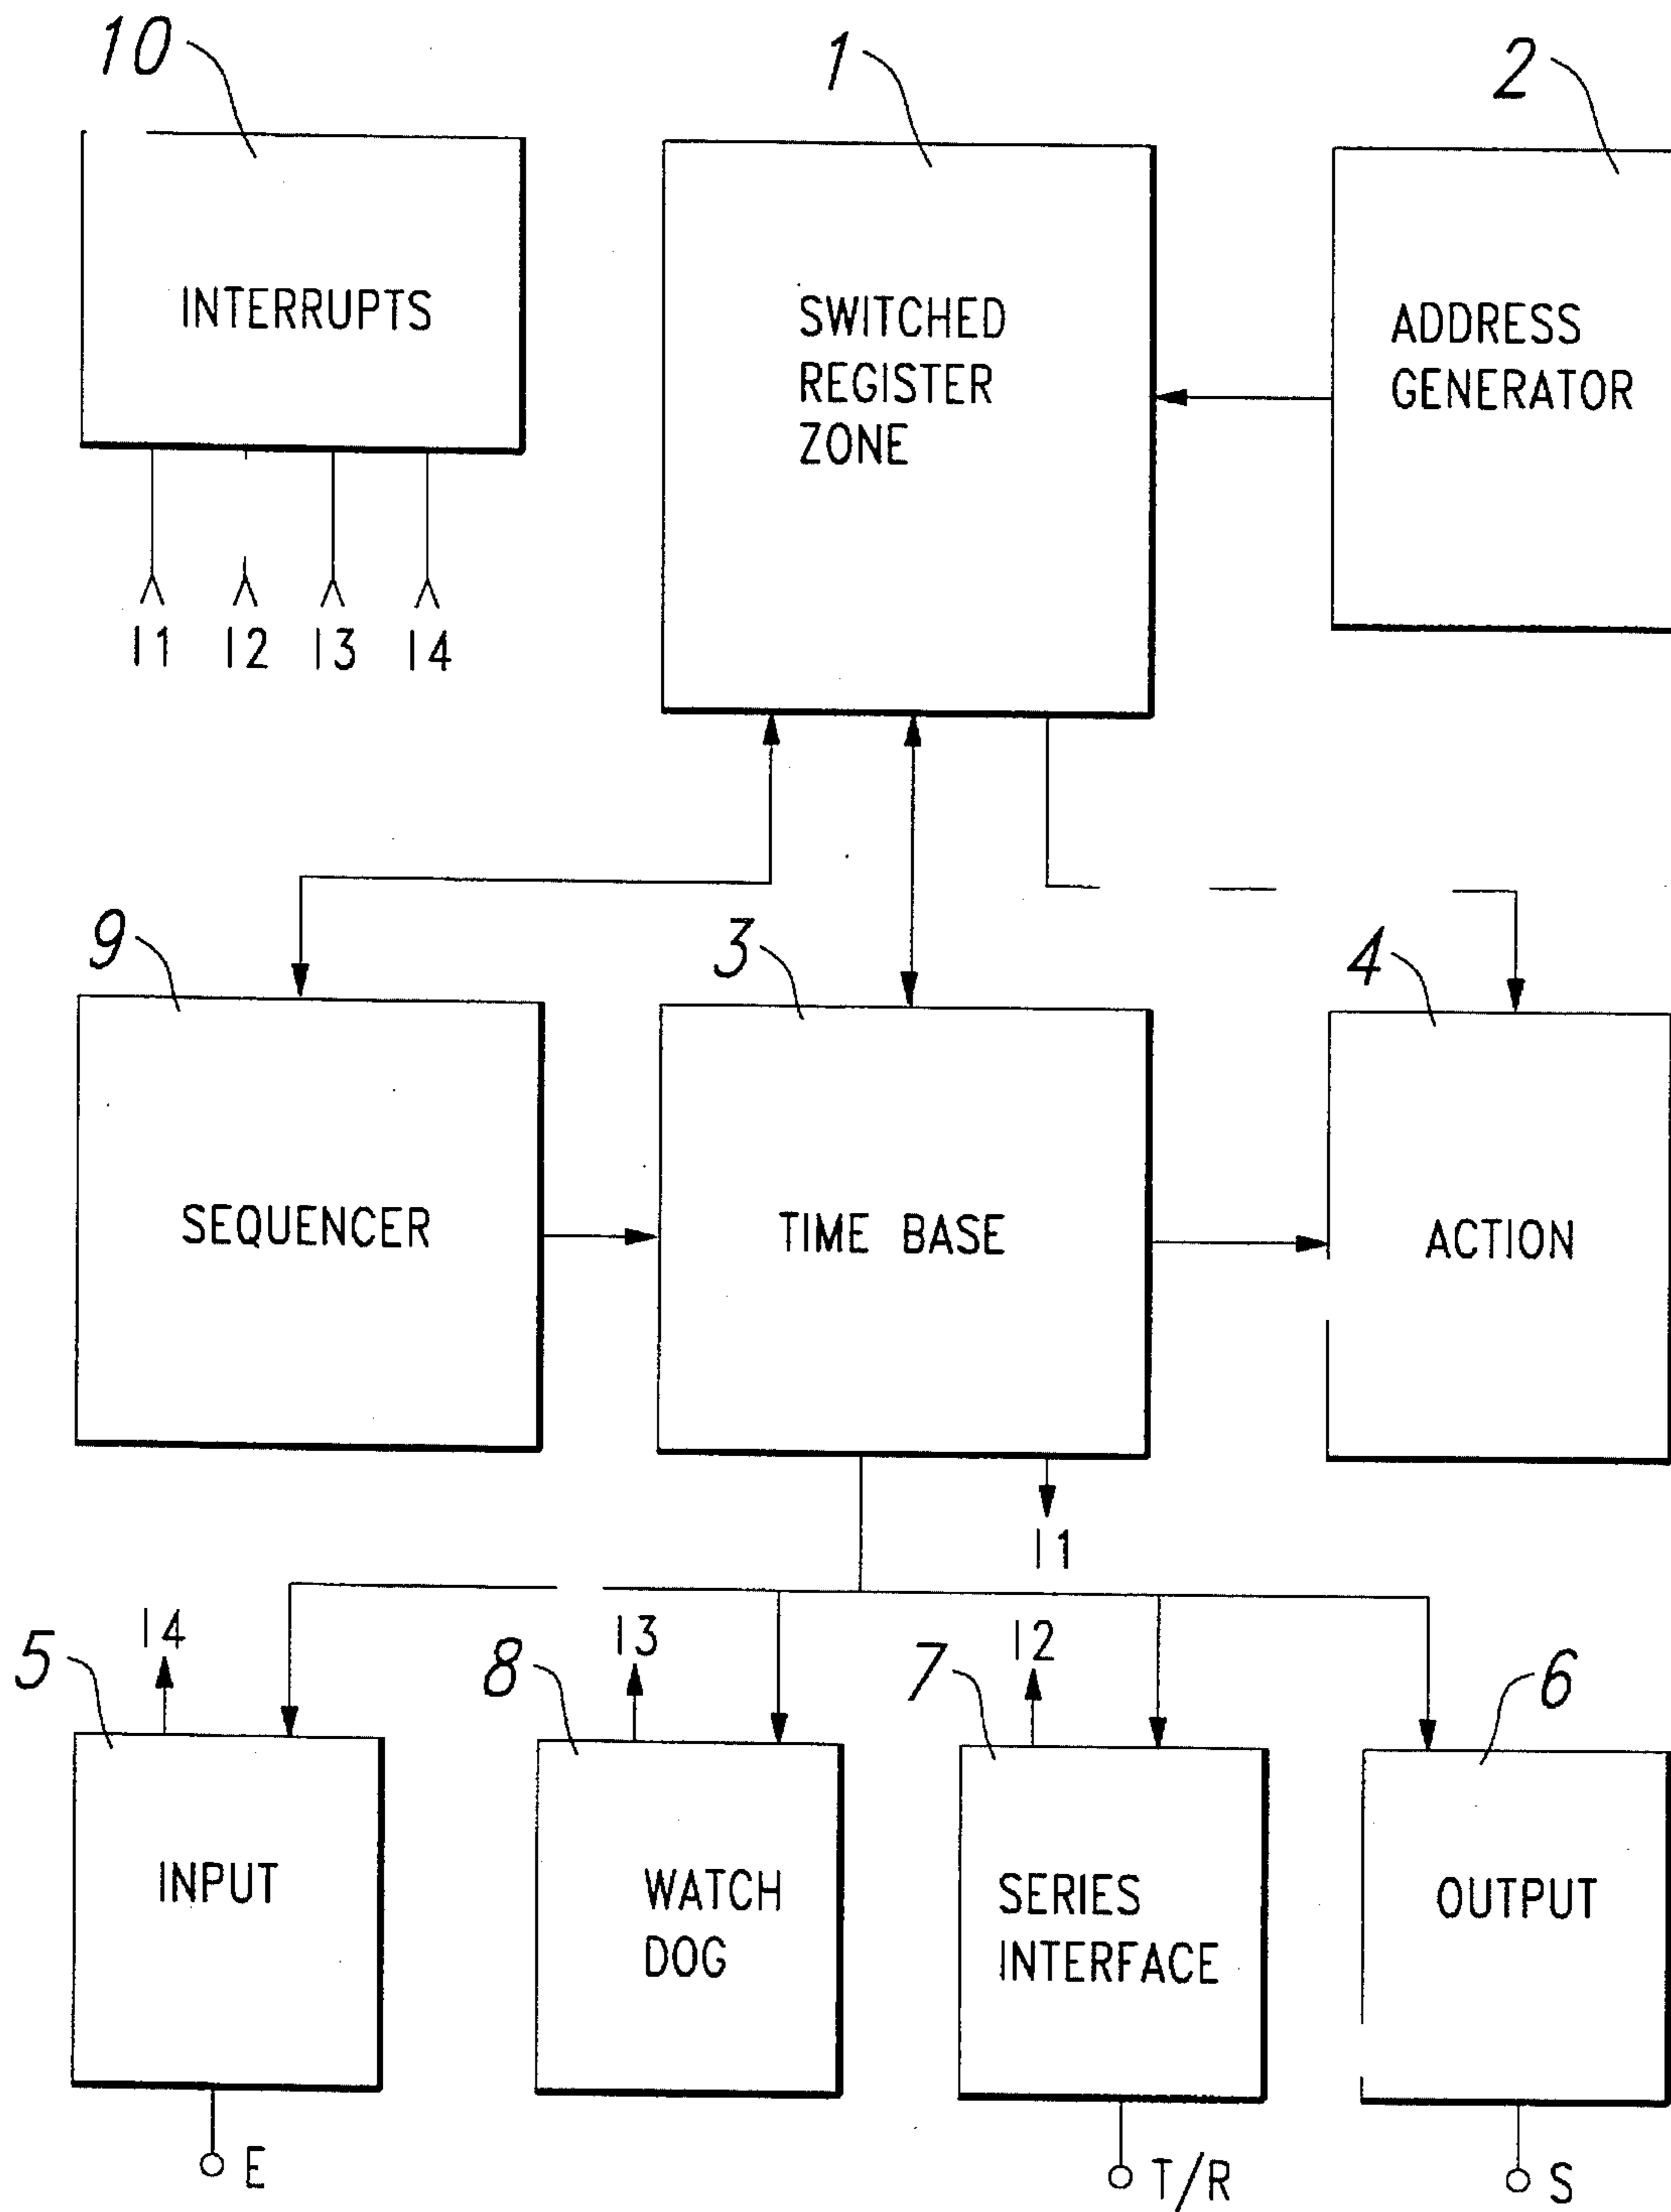 10
1
2
INTERRUPTS
SWITCHED
REGISTER
ZONE
ADDRESS
GENERATOR
I1 I2 I3 I4
9
3
4
SEQUENCER
TIME BASE
ACTION
I1
5
I4
8
I3
7
I2
6
INPUT
WATCH
DOG
SERIES
INTERFACE
OUTPUT
E
T/R
S